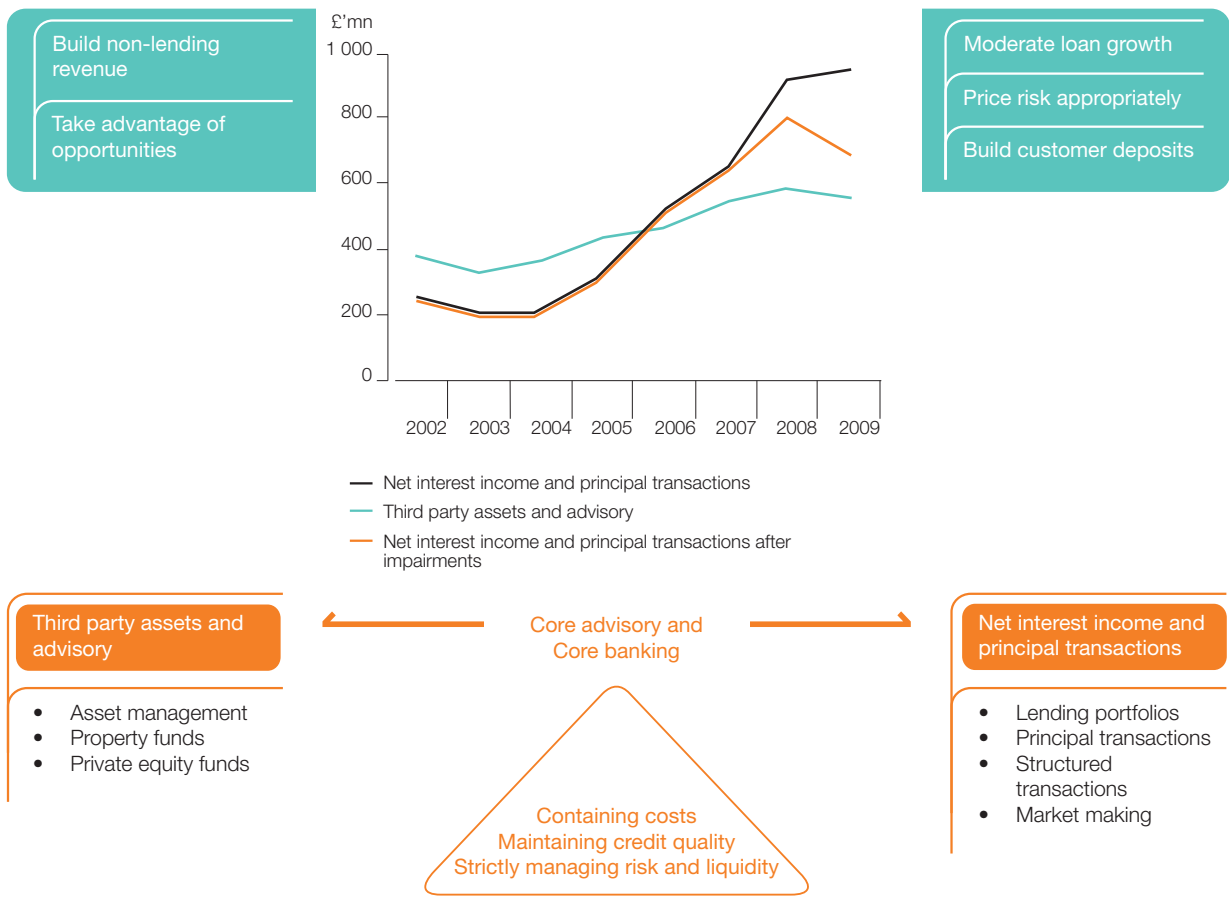 Build non-lending
revenue
Take advantage of
opportunities
£’mn
1 000
800
600
400
200
0
2002 2003 2004 2005 2006 2007 2008 2009
Moderate loan growth
Price risk appropriately
Build customer deposits
Net interest income and principal transactions
Third party assets and advisory
Net interest income and principal transactions after
impairments
Third party assets and
advisory
• Asset management
• Property funds
• Private equity funds
Core advisory and
Core banking
Containing costs
Maintaining credit quality
Strictly managing risk and liquidity
Net interest income and
principal transactions
• Lending portfolios
• Principal transactions
• Structured
transactions
• Market making